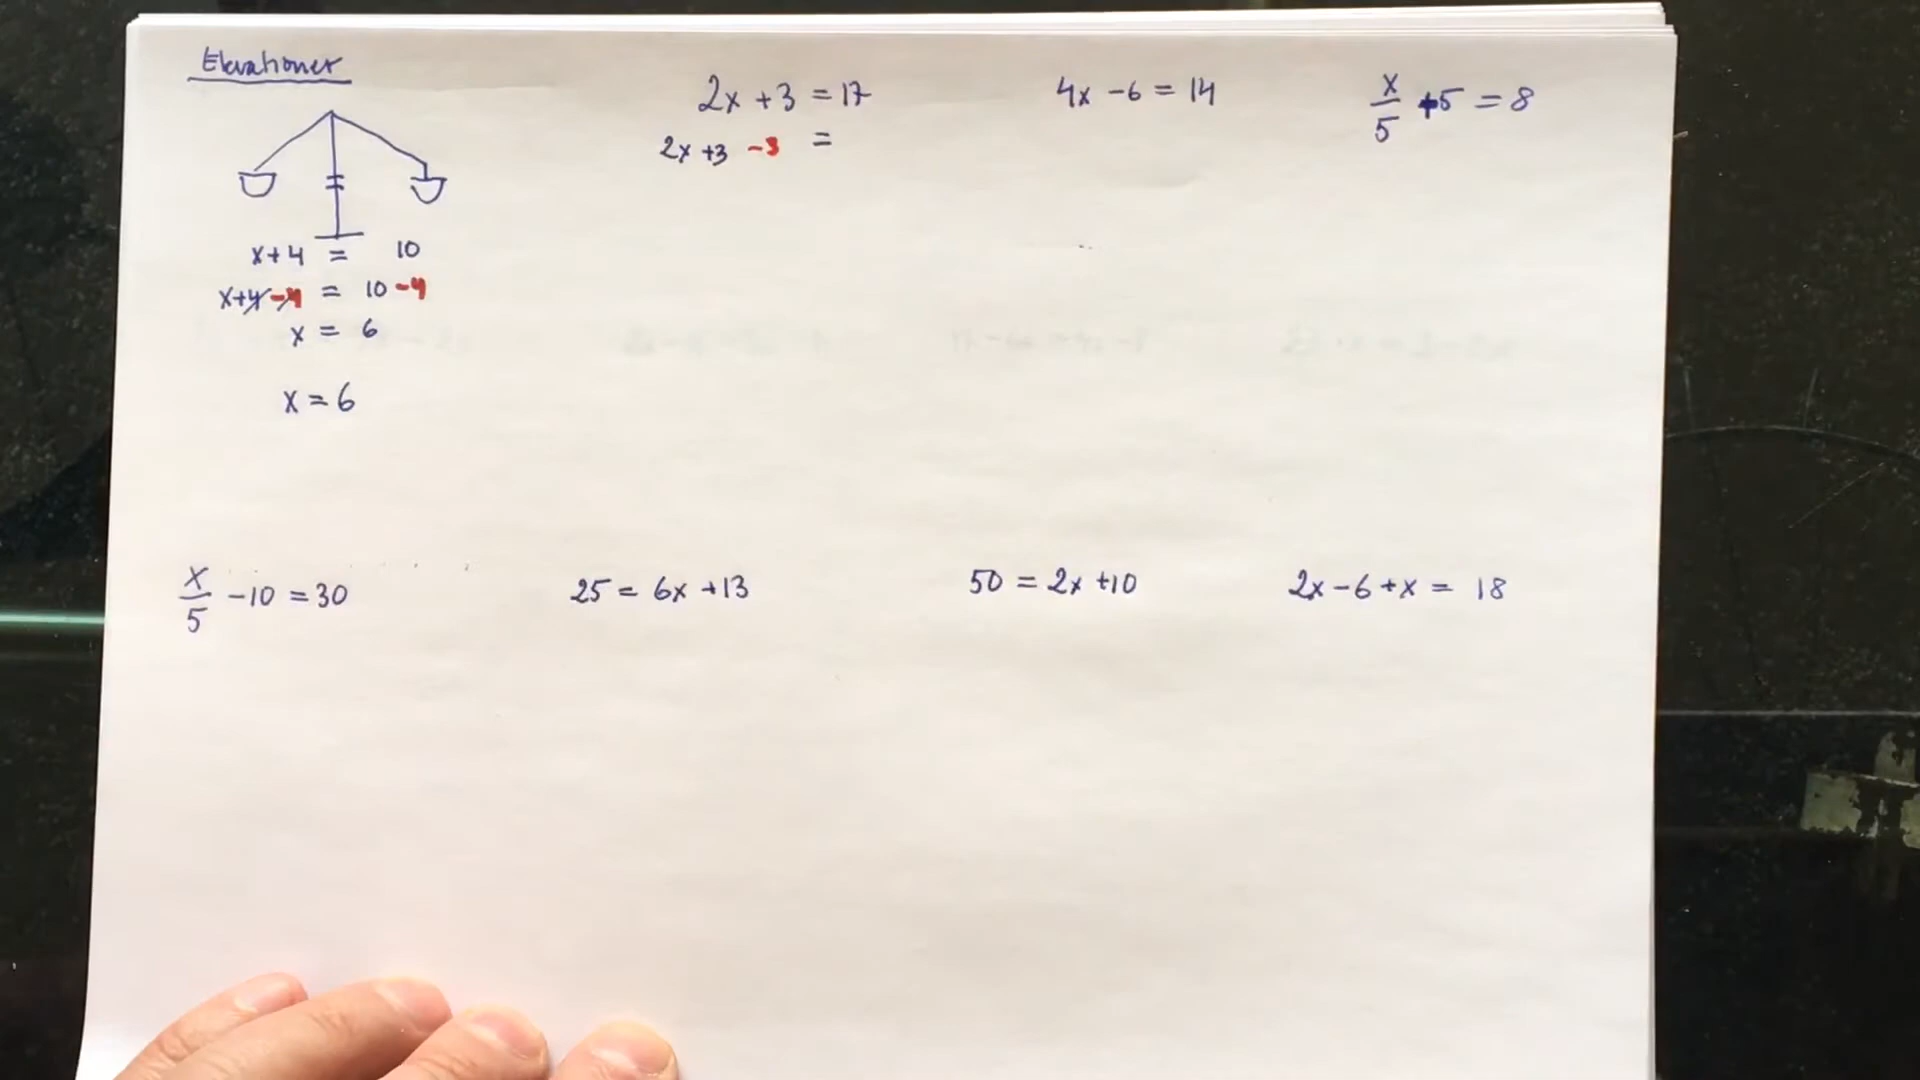 Ekvationer
x+4 = 10
x+4-4 = 10-4
x = 6
x = 6
2x +3 = 17
2x +3 -3 =
4x -6 = 14
x/5 +5 = 8
x/5 -10 = 30
25 = 6x +13
50 = 2x +10
2x -6 +x = 18